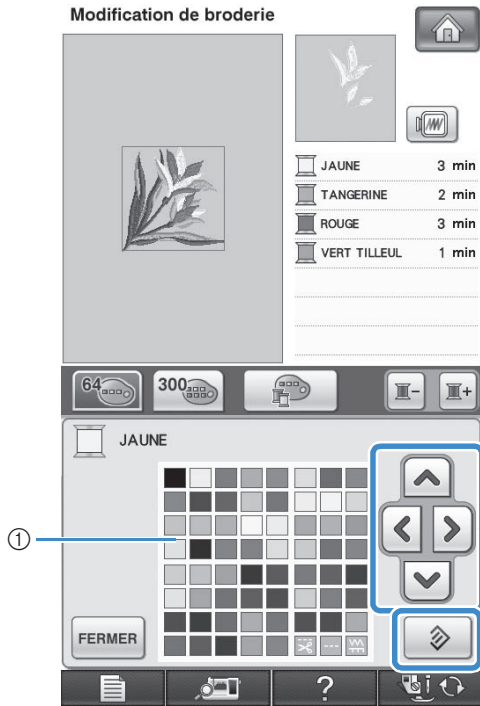 Modification de broderie
JAUNE 3 min
TANGERINE 2 min
ROUGE 3 min
VERT TILLEUL 1 min
64 300
JAUNE
①
FERMER
?